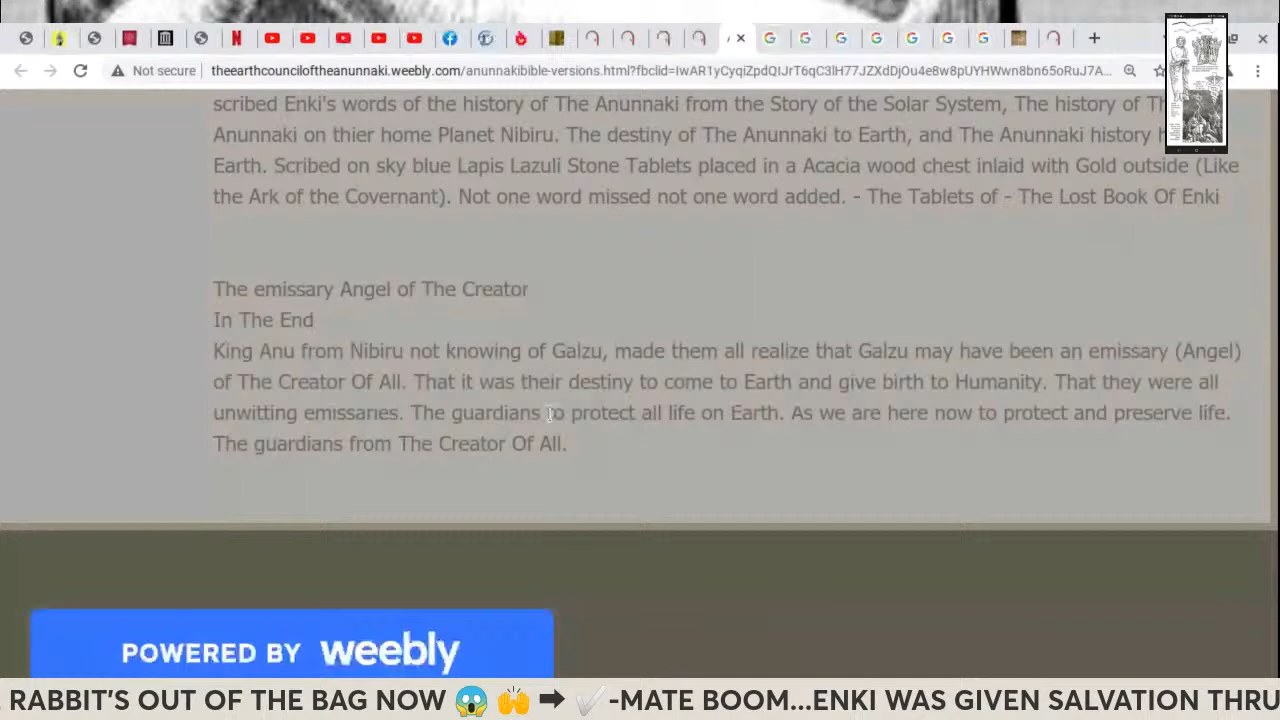 Not secure
theearthcounciloftheanunnaki.weebly.com/anunnakibible-versions.html?fbclid=IwAR1yCyqiZpdQJrT6qC3lH77JZXdDjOu4e8x8pUYHWwn8bn65oRuJ7A...
scribed Enki's words of the history of The Anunnaki from the Story of the Solar System, The history of Th
Anunnaki on thier home Planet Nibiru. The destiny of The Anunnaki to Earth, and The Anunnaki history h
Earth. Scribed on sky blue Lapis Lazuli Stone Tablets placed in a Acacia wood chest inlaid with Gold outside (Like
the Ark of the Covernant). Not one word missed not one word added. - The Tablets of - The Lost Book Of Enki
The emissary Angel of The Creator
In The End
King Anu from Nibiru not knowing of Galzu, made them all realize that Galzu may have been an emissary (Angel)
of The Creator Of All. That it was their destiny to come to Earth and give birth to Humanity. That they were all
unwitting emissaries. The guardians to protect all life on Earth. As we are here now to protect and preserve life.
The guardians from The Creator Of All.
POWERED BY weebly
RABBIT'S OUT OF THE BAG NOW 😱 🙌 ➡ ✔-MATE BOOM...ENKI WAS GIVEN SALVATION THRU